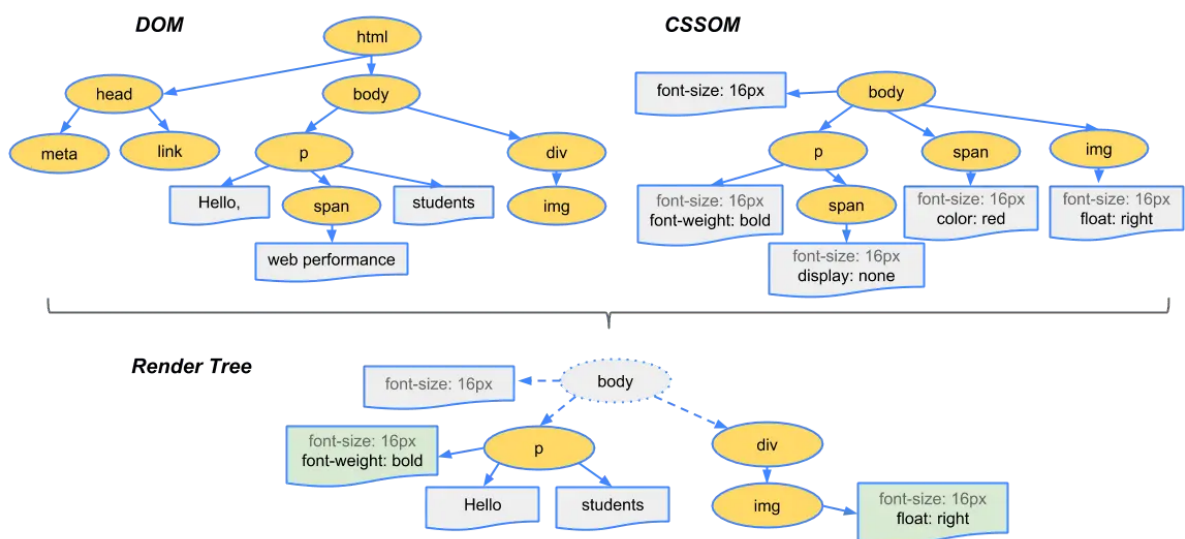 DOM
html
head
body
meta
link
p
div
Hello,
span
students
img
web performance
CSSOM
font-size: 16px
body
p
span
img
font-size: 16px
font-weight: bold
span
font-size: 16px
color: red
font-size: 16px
float: right
font-size: 16px
display: none
Render Tree
font-size: 16px
body
font-size: 16px
font-weight: bold
p
div
Hello
students
img
font-size: 16px
float: right